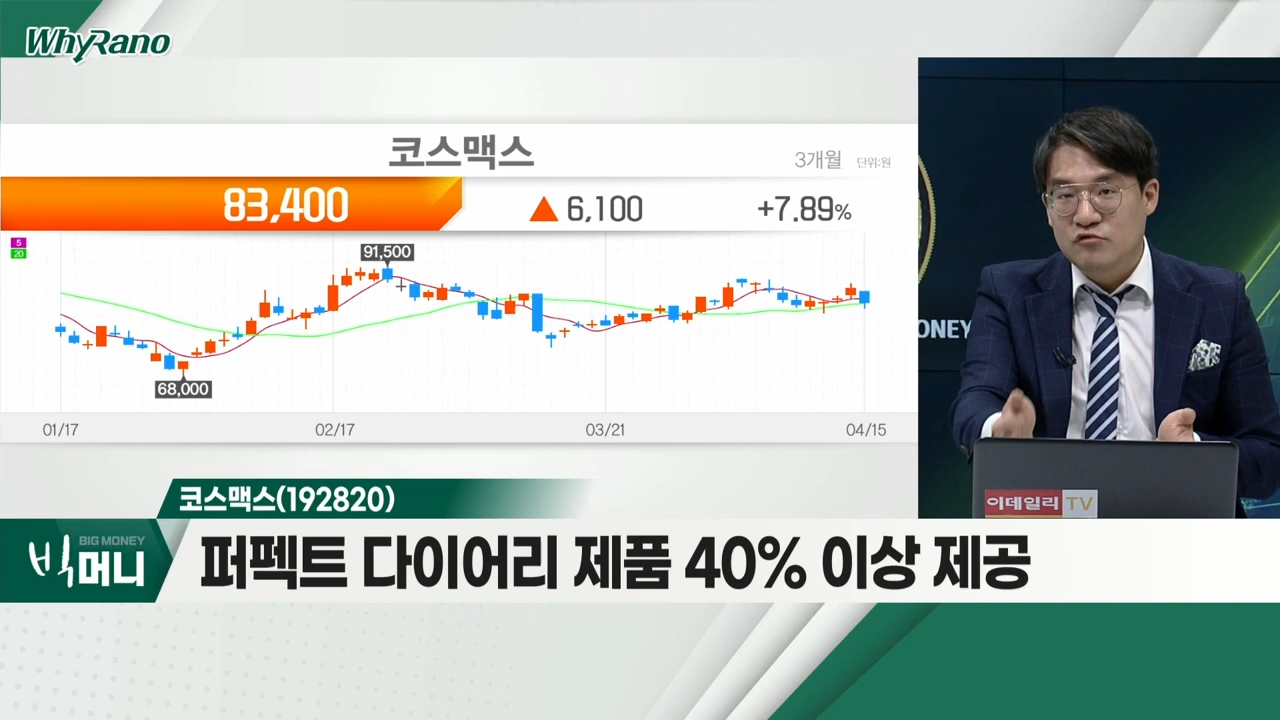 WhyRano
코스맥스
3개월 단위:원
83,400 ▲ 6,100 +7.89%
5
20
91,500
68,000
01/17 02/17 03/21 04/15
ONEY
이데일리 TV
코스맥스(192820)
BIG MONEY
빅머니
퍼펙트 다이어리 제품 40% 이상 제공